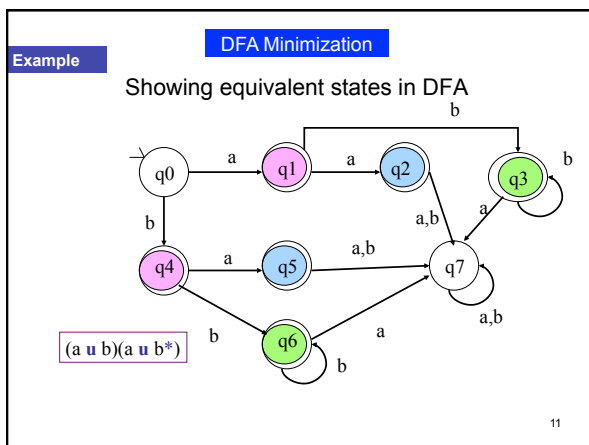 DFA Minimization
Example
Showing equivalent states in DFA
b
q0
a
q1
a
q2
q3
b
b
a,b
a
q4
a
q5
a,b
q7
b
a
a,b
q6
b
(a u b)(a u b*)
11